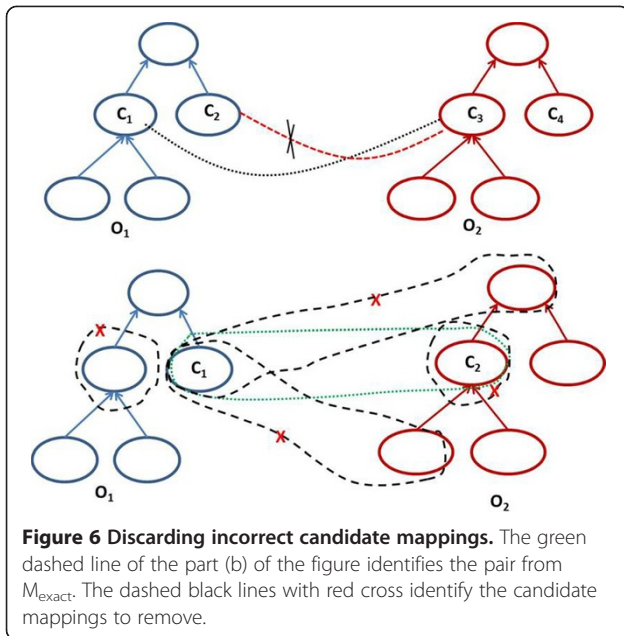 C1 C2 C3 C4
O1 O2
X X
C1 C2
X
X
O1 O2
Figure 6 Discarding incorrect candidate mappings. The green
dashed line of the part (b) of the figure identifies the pair from
Mexact. The dashed black lines with red cross identify the candidate
mappings to remove.